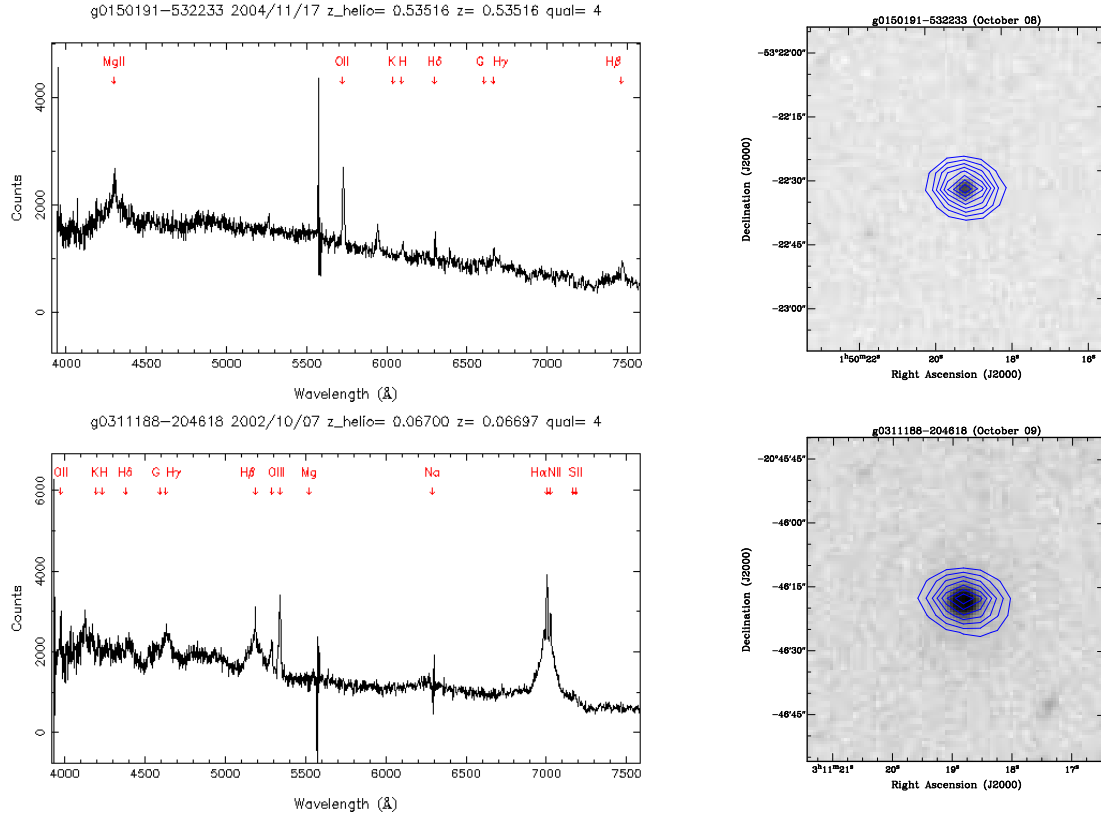 g0150191−532233 2004/11/17 z_helio= 0.53516 z= 0.53516 qual= 4
MgII OII K H Hδ G Hγ Hβ
4000
2000
0
Counts
4000 4500 5000 5500 6000 6500 7000 7500
Wavelength (Å)
g0150191−532233 (October 08)
−53°22'00"
−22'15"
−22'30"
−22'45"
−23'00"
Declination (J2000)
1ʰ50ᵐ22ˢ 20ˢ 18ˢ 16ˢ
Right Ascension (J2000)
g0311188−204618 2002/10/07 z_helio= 0.06700 z= 0.06697 qual= 4
OII K H Hδ G Hγ Hβ OIII Mg Na Hα NII SII
6000
4000
2000
0
Counts
4000 4500 5000 5500 6000 6500 7000 7500
Wavelength (Å)
g0311188−204618 (October 09)
−20°45'45"
−46'00"
−46'15"
−46'30"
−46'45"
Declination (J2000)
3ʰ11ᵐ21ˢ 20ˢ 19ˢ 18ˢ 17ˢ
Right Ascension (J2000)